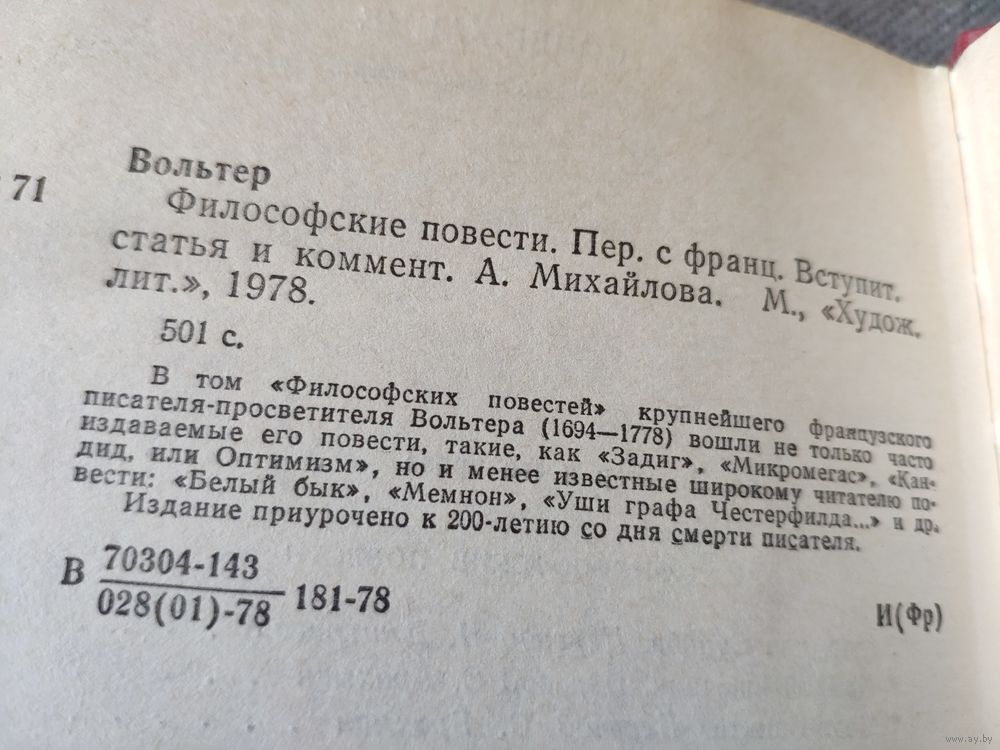 Вольтер
71
Философские повести. Пер. с франц. Вступит.
статья и коммент. А. Михайлова. М., «Худож.
лит.», 1978.
501 с.
В том «Философских повестей» крупнейшего французского
писателя-просветителя Вольтера (1694—1778) вошли не только часто
издаваемые его повести, такие, как «Задиг», «Микромегас», «Кан-
дид, или Оптимизм», но и менее известные широкому читателю по-
вести: «Белый бык», «Мемнон», «Уши графа Честерфилда...» и др.
Издание приурочено к 200-летию со дня смерти писателя.
70304-143
В 028(01)-78 181-78
И(Фр)
www.ay.by